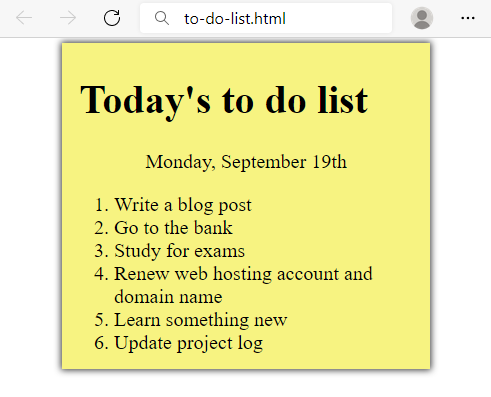 to-do-list.html
Today's to do list
Monday, September 19th
1. Write a blog post
2. Go to the bank
3. Study for exams
4. Renew web hosting account and
domain name
5. Learn something new
6. Update project log